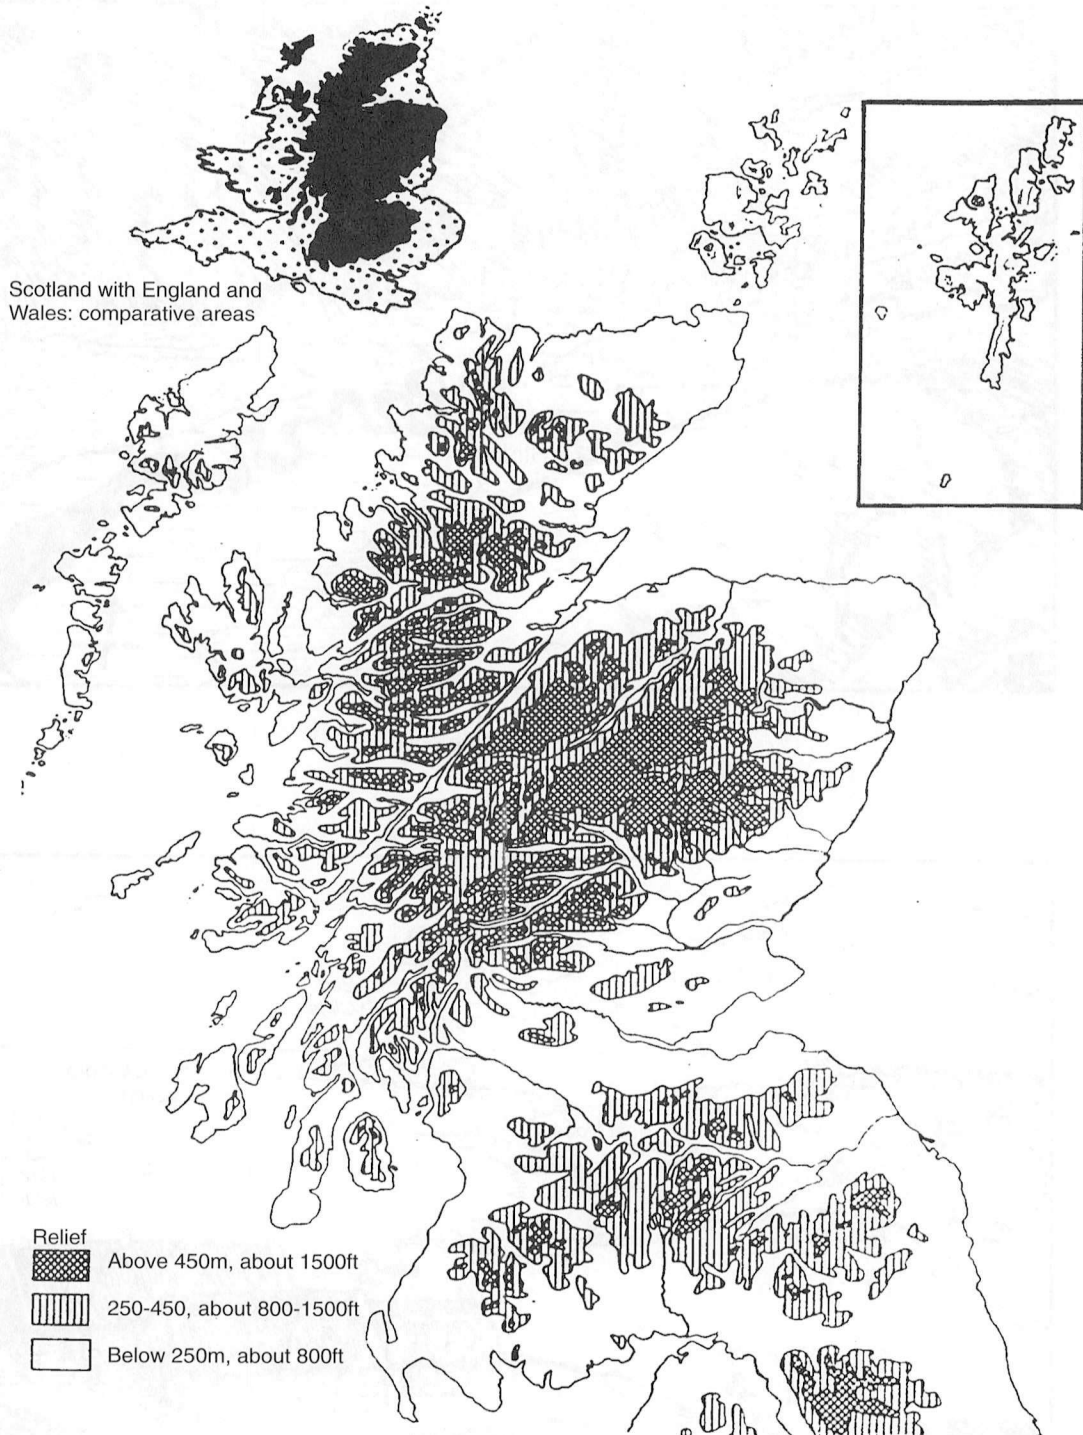 Scotland with England and
Wales: comparative areas
Relief
Above 450m, about 1500ft
250-450, about 800-1500ft
Below 250m, about 800ft